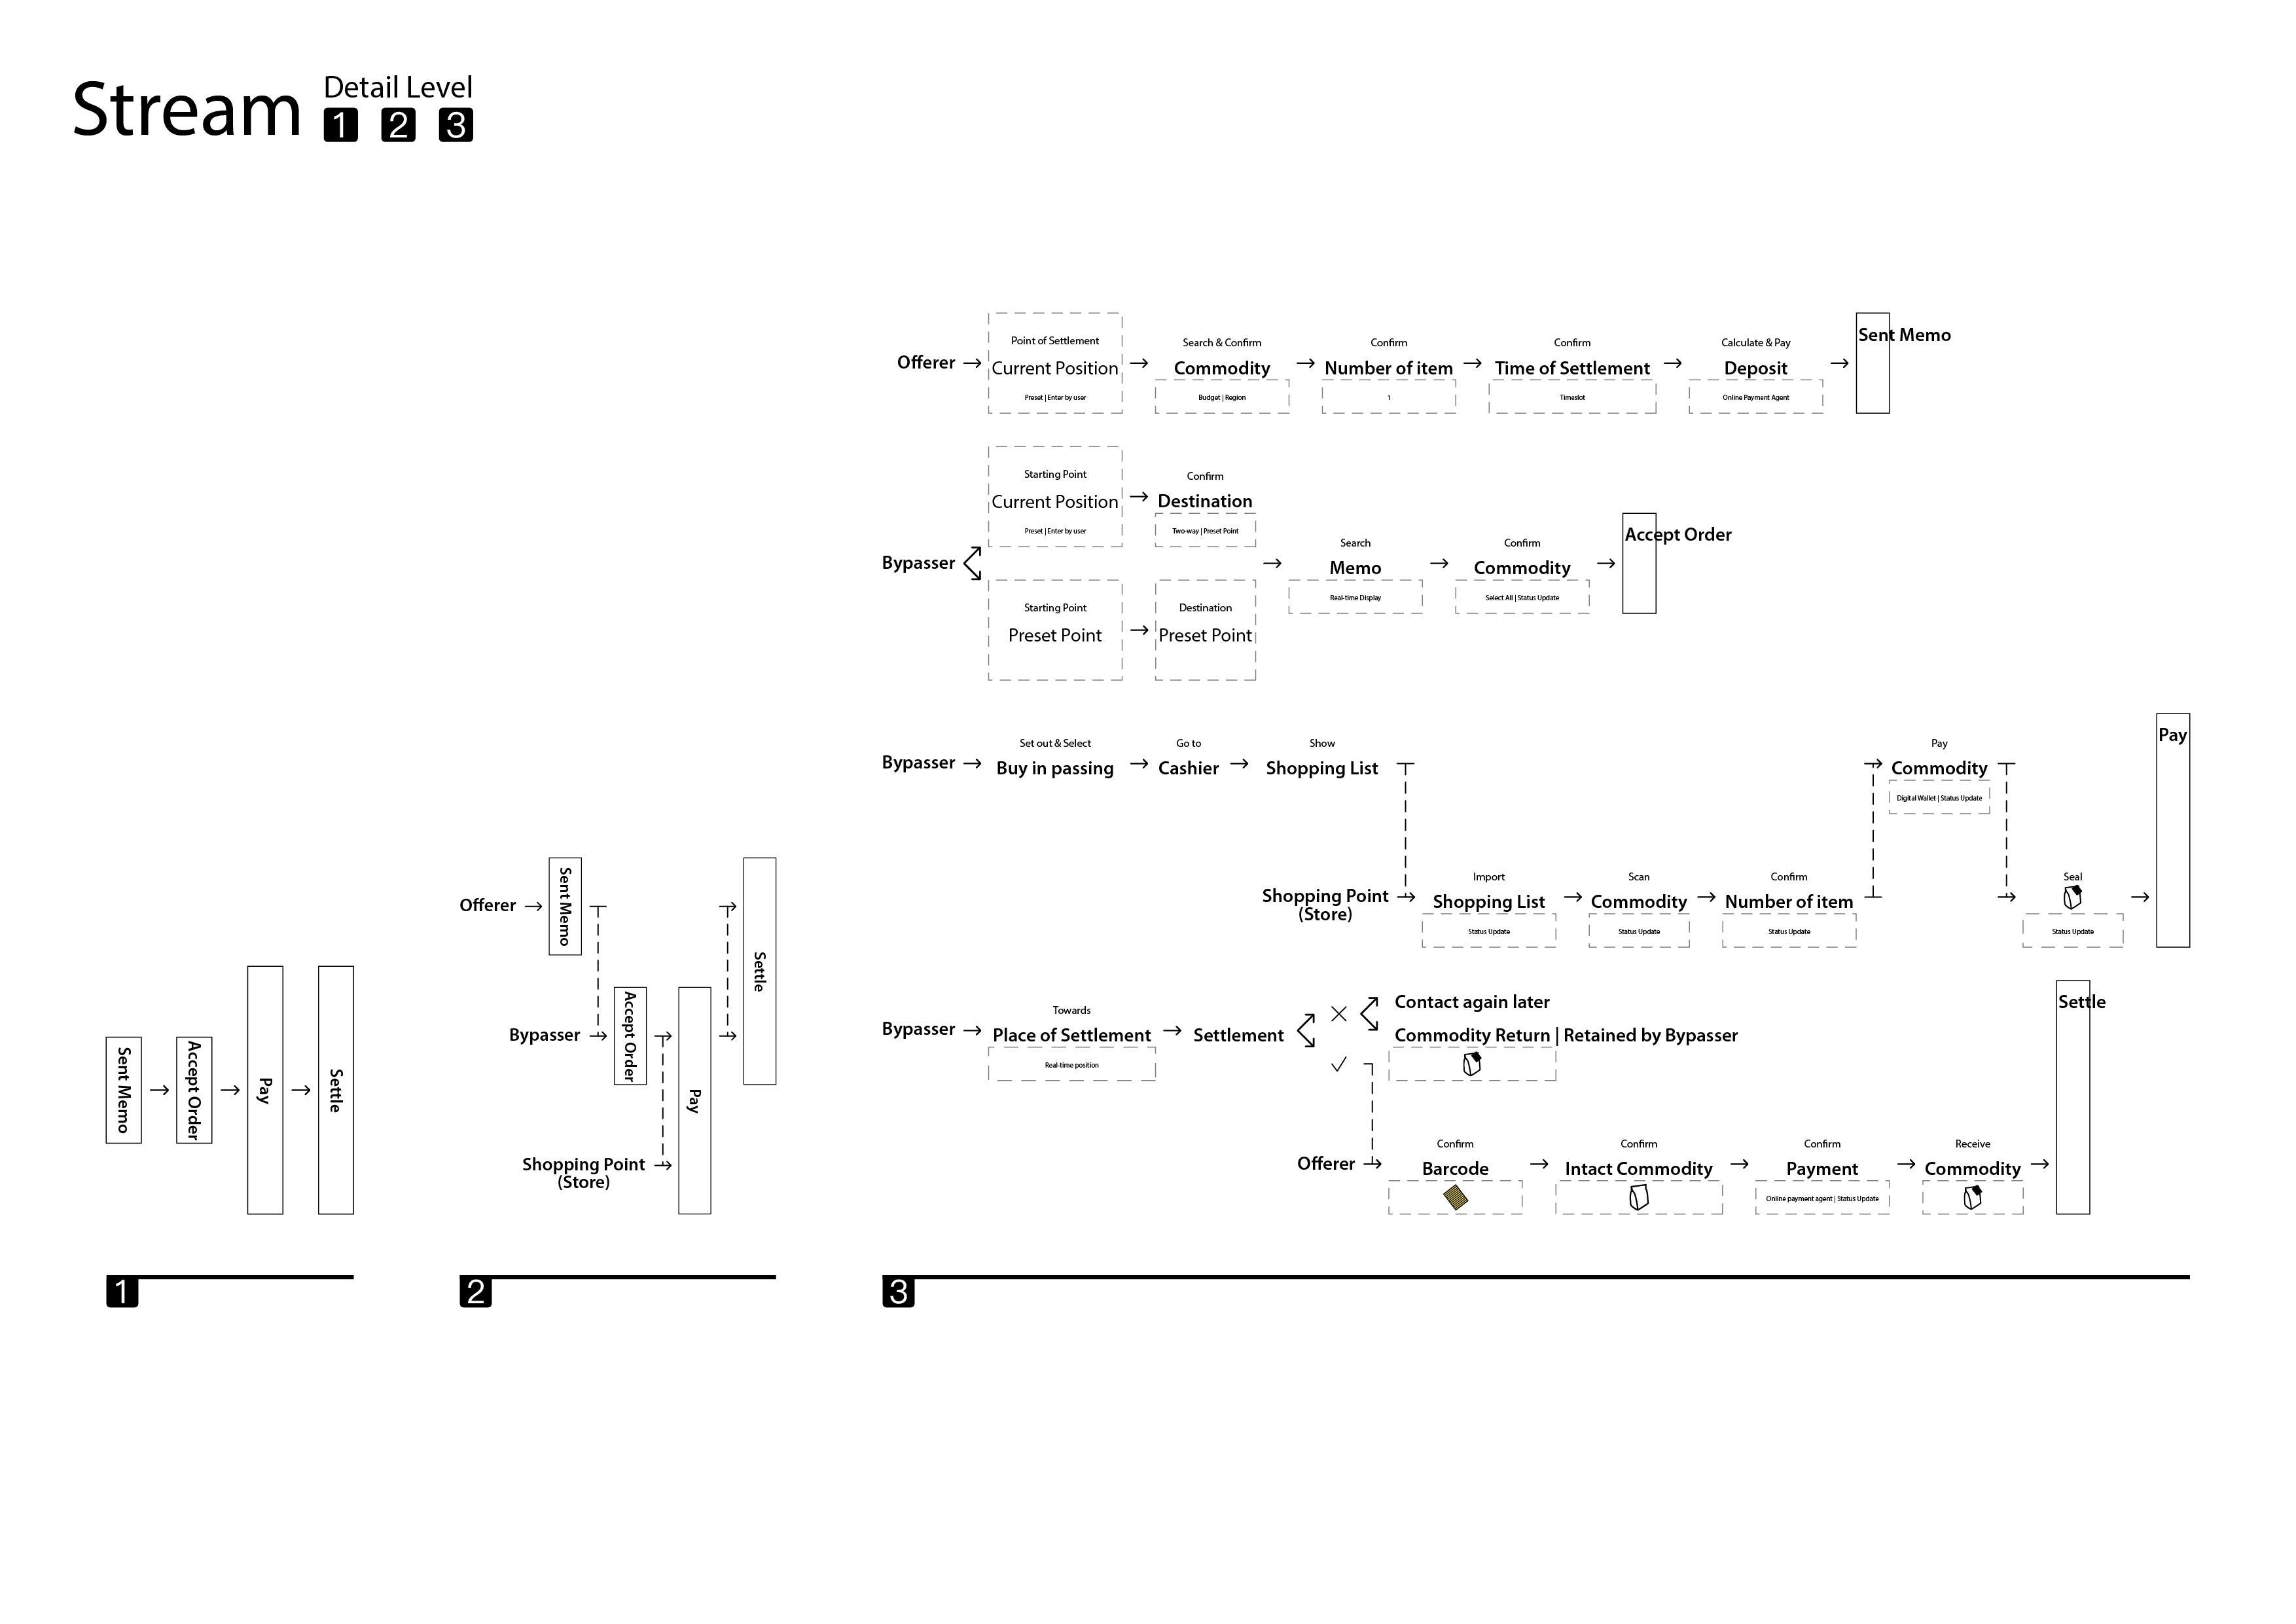 Stream
Detail Level
1 2 3
Sent Memo
Accept Order
Pay
Settle
1
Offerer
Sent Memo
Bypasser
Accept Order
Shopping Point
(Store)
Pay
Settle
2
Offerer
Point of Settlement
Current Position
Preset | Enter by user
Search & Confirm
Commodity
Budget | Region
Confirm
Number of item
1
Confirm
Time of Settlement
Timeslot
Calculate & Pay
Deposit
Online Payment Agent
Sent Memo
Bypasser
Starting Point
Current Position
Preset | Enter by user
Confirm
Destination
Two-way | Preset Point
Starting Point
Preset Point
Destination
Preset Point
Search
Memo
Real-time Display
Confirm
Commodity
Select All | Status Update
Accept Order
Bypasser
Set out & Select
Buy in passing
Go to
Cashier
Show
Shopping List
Shopping Point
(Store)
Import
Shopping List
Status Update
Scan
Commodity
Status Update
Confirm
Number of item
Status Update
Pay
Commodity
Digital Wallet | Status Update
Seal
Status Update
Pay
Bypasser
Towards
Place of Settlement
Real-time position
Settlement
Contact again later
Commodity Return | Retained by Bypasser
Offerer
Confirm
Barcode
Confirm
Intact Commodity
Confirm
Payment
Online payment agent | Status Update
Receive
Commodity
Settle
3